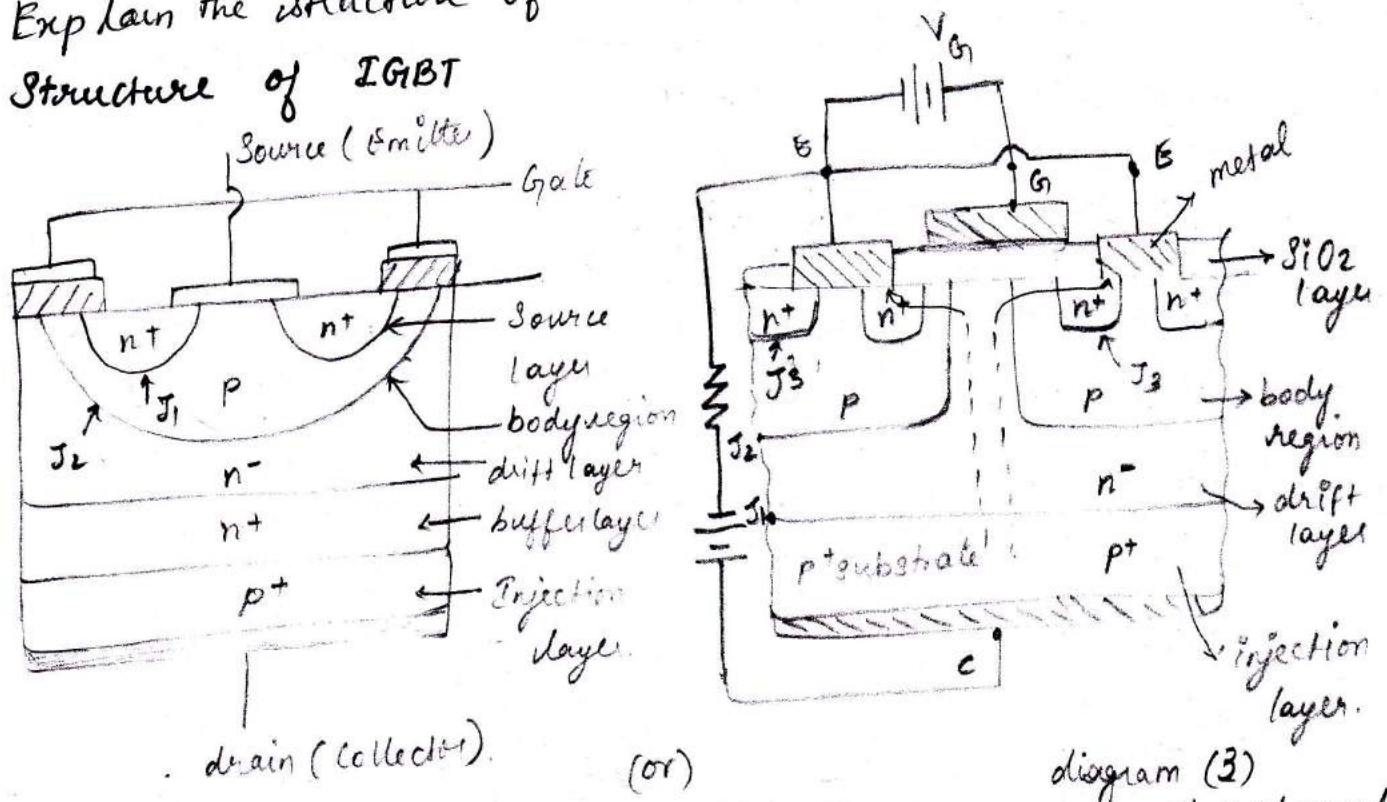 Explain the structure of
Structure of IGBT
Source (Emitter)
Gate
n+
n+
J1
P
J2
n-
n+
p+
Source
layer
body region
drift layer
buffer layer
Injection
layer.
drain (Collector).
(or)
VG
E
G
E
metal
SiO2
layer
n+
n+
n+
n+
J3
J3
P
P
body
region
J2
n-
drift
layer
J1
p+ substrate
p+
injection
layer.
C
diagram (3)